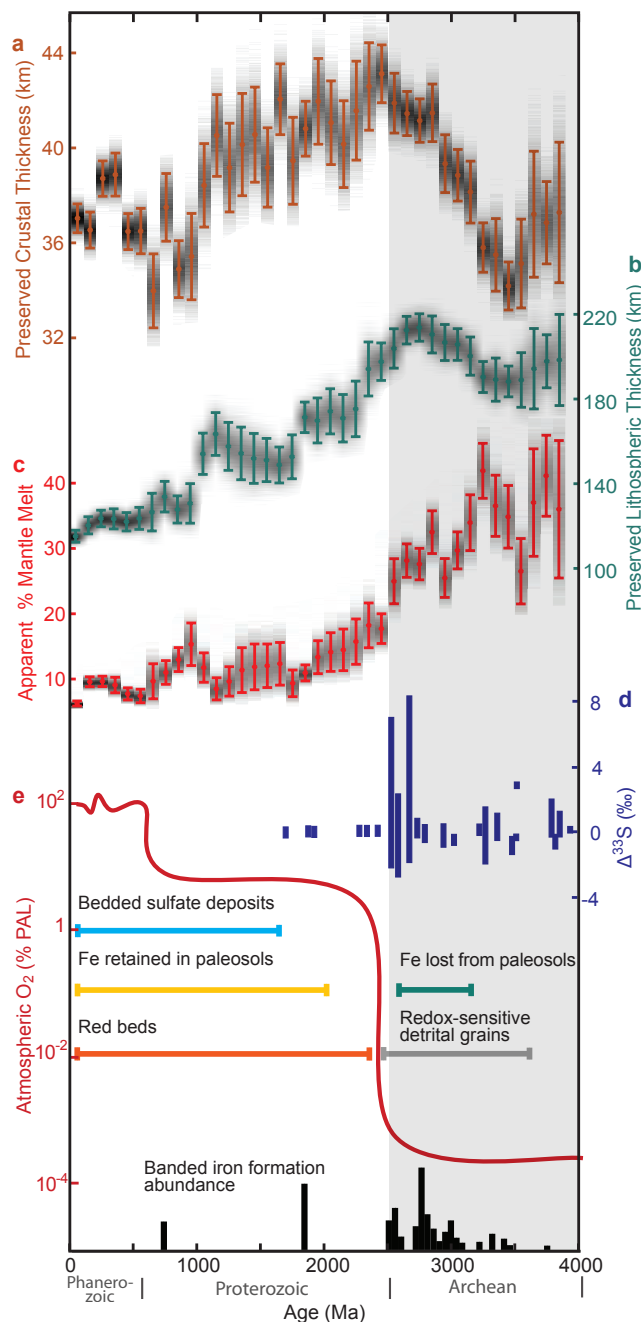 a
44
40
36
32
Preserved Crustal Thickness (km)
b
220
180
140
100
Preserved Lithospheric Thickness (km)
c
40
30
20
10
Apparent % Mantle Melt
8
d
4
0
-4
Δ33S (‰)
e
10²
1
10-2
10-4
Atmospheric O2 (% PAL)
Bedded sulfate deposits
Fe retained in paleosols
Fe lost from paleosols
Red beds
Redox-sensitive
detrital grains
Banded iron formation
abundance
0 1000 2000 3000 4000
Phanero-
zoic
| Proterozoic | Archean |
Age (Ma)